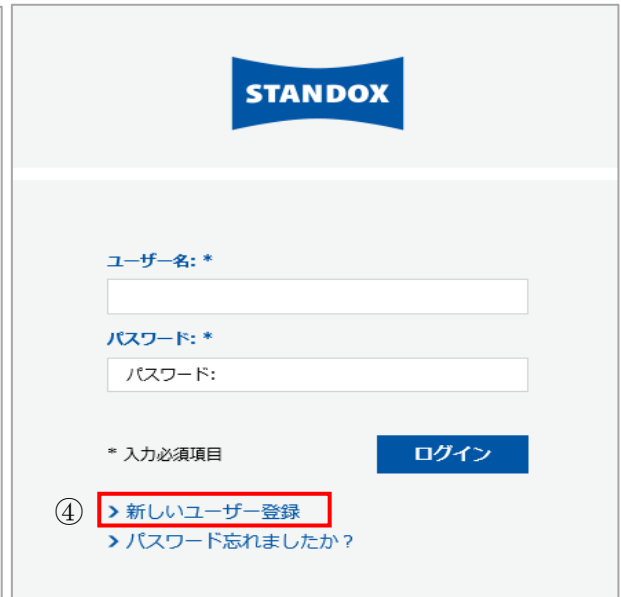 STANDOX
ユーザー名: *
パスワード: *
パスワード:
* 入力必須項目
ログイン
④ > 新しいユーザー登録
> パスワード忘れましたか？